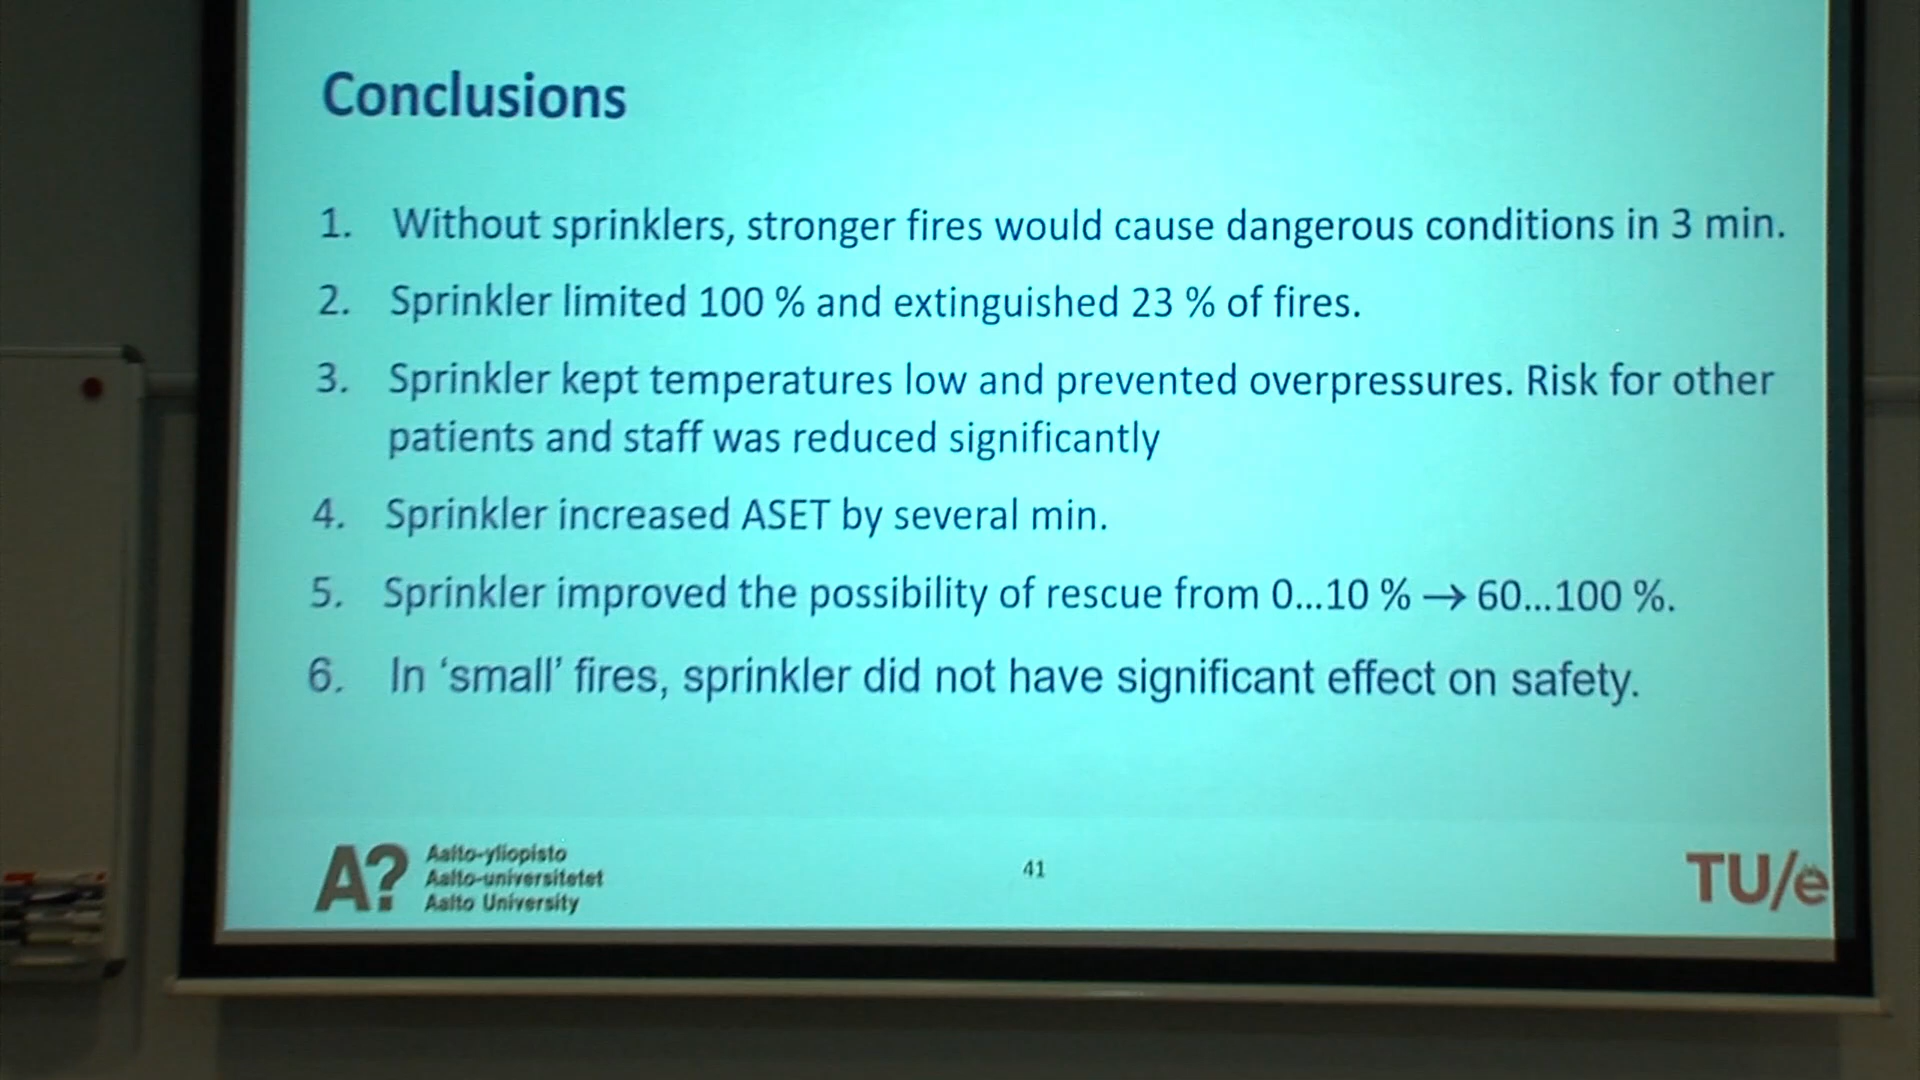 Conclusions
1. Without sprinklers, stronger fires would cause dangerous conditions in 3 min.
2. Sprinkler limited 100 % and extinguished 23 % of fires.
3. Sprinkler kept temperatures low and prevented overpressures. Risk for other
patients and staff was reduced significantly
4. Sprinkler increased ASET by several min.
5. Sprinkler improved the possibility of rescue from 0...10 % → 60...100 %.
6. In ‘small’ fires, sprinkler did not have significant effect on safety.
A?
Aalto-yliopisto
Aalto-universitetet
Aalto University
41
TU/e